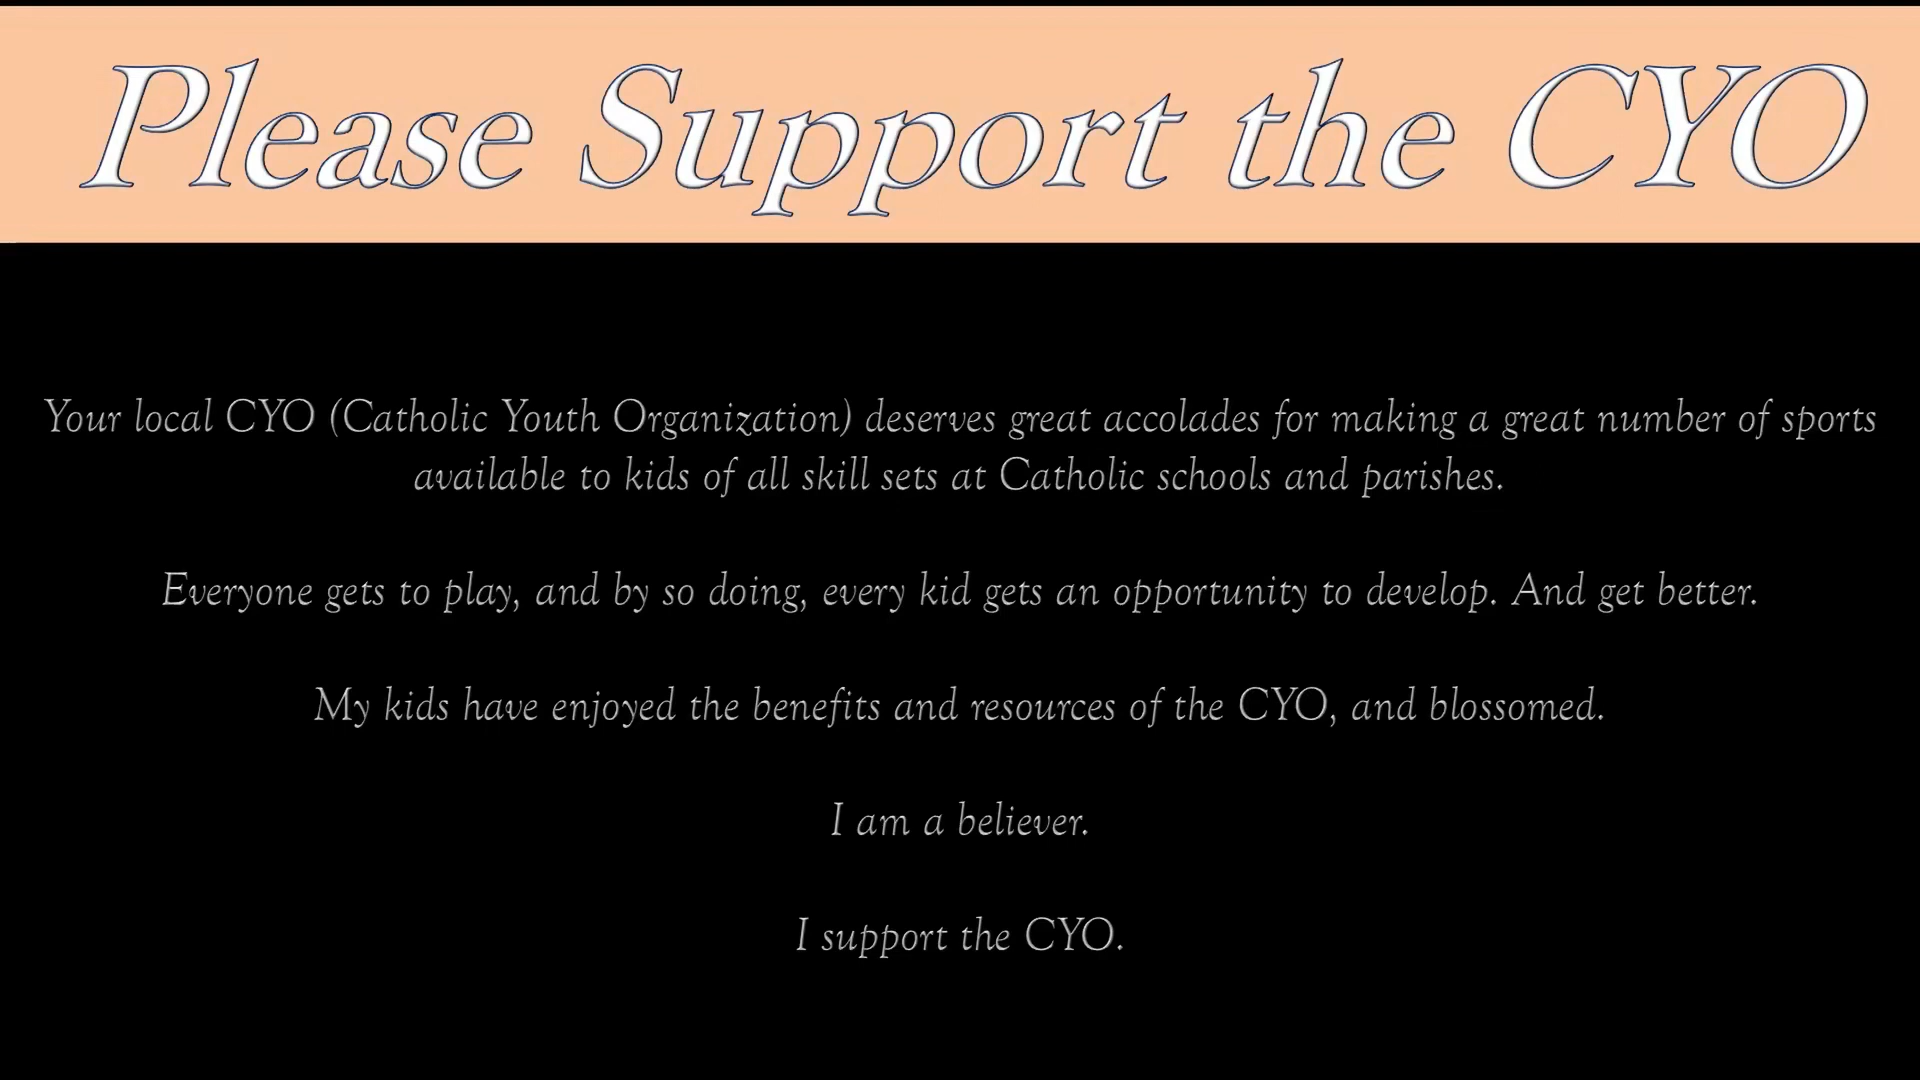 Please Support the CYO
Your local CYO (Catholic Youth Organization) deserves great accolades for making a great number of sports
available to kids of all skill sets at Catholic schools and parishes.
Everyone gets to play, and by so doing, every kid gets an opportunity to develop. And get better.
My kids have enjoyed the benefits and resources of the CYO, and blossomed.
I am a believer.
I support the CYO.